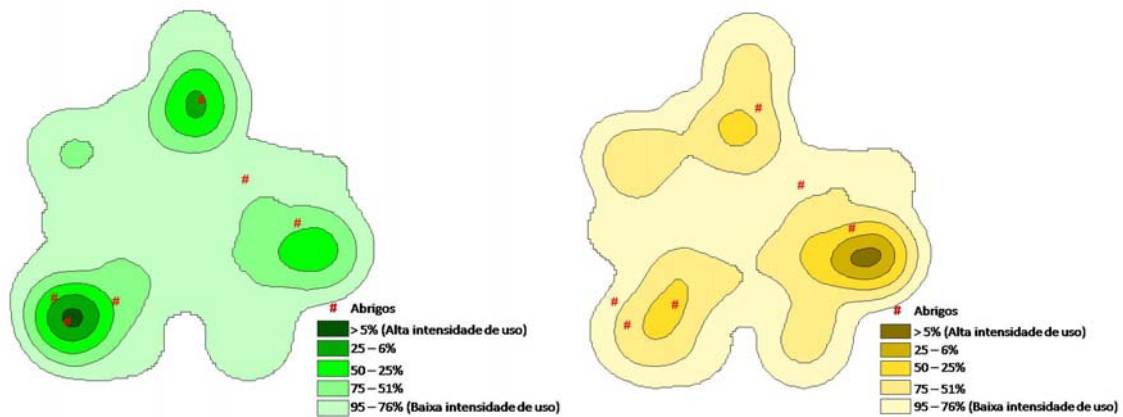 # Abrigos
>5% (Alta intensidade de uso)
25 – 6%
50 – 25%
75 – 51%
95 – 76% (Baixa intensidade de uso)
# Abrigos
>5% (Alta intensidade de uso)
25 – 6%
50 – 25%
75 – 51%
95 – 76% (Baixa intensidade de uso)